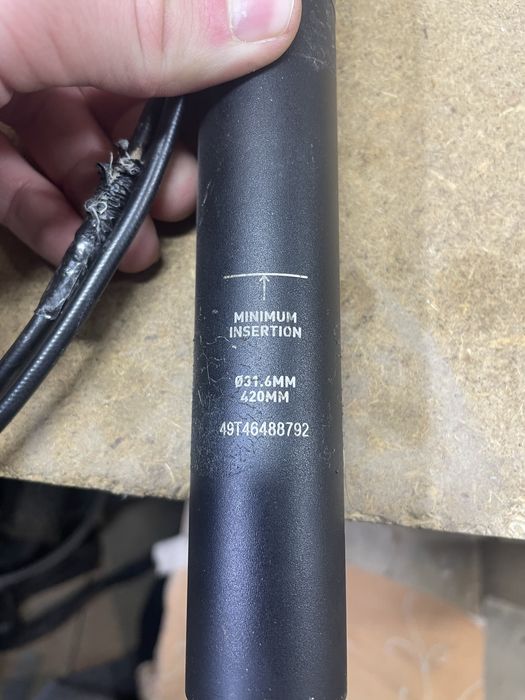 MINIMUM
INSERTION
Ø31.6MM
420MM
49T46488792